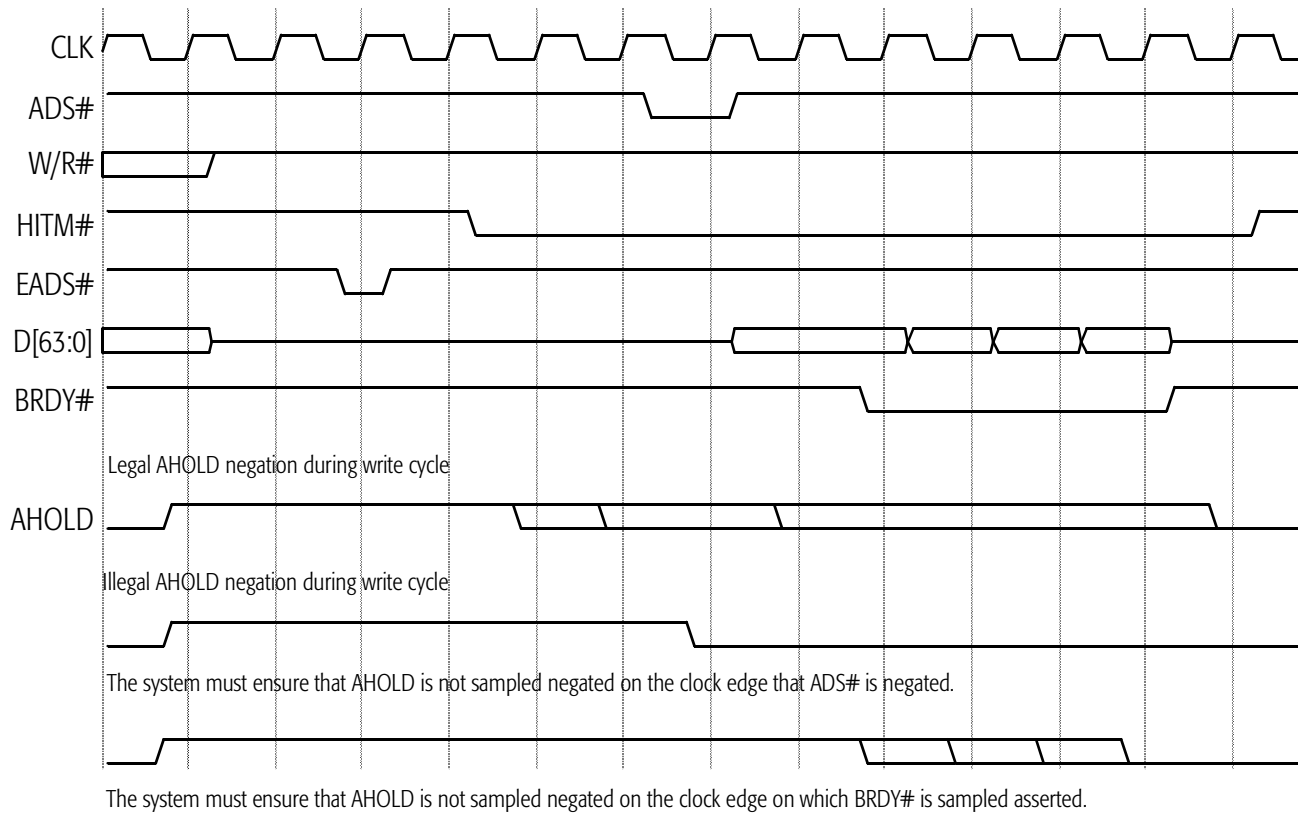 CLK
ADS#
W/R#
HITM#
EADS#
D[63:0]
BRDY#
Legal AHOLD negation during write cycle
AHOLD
Illegal AHOLD negation during write cycle
The system must ensure that AHOLD is not sampled negated on the clock edge that ADS# is negated.
The system must ensure that AHOLD is not sampled negated on the clock edge on which BRDY# is sampled asserted.